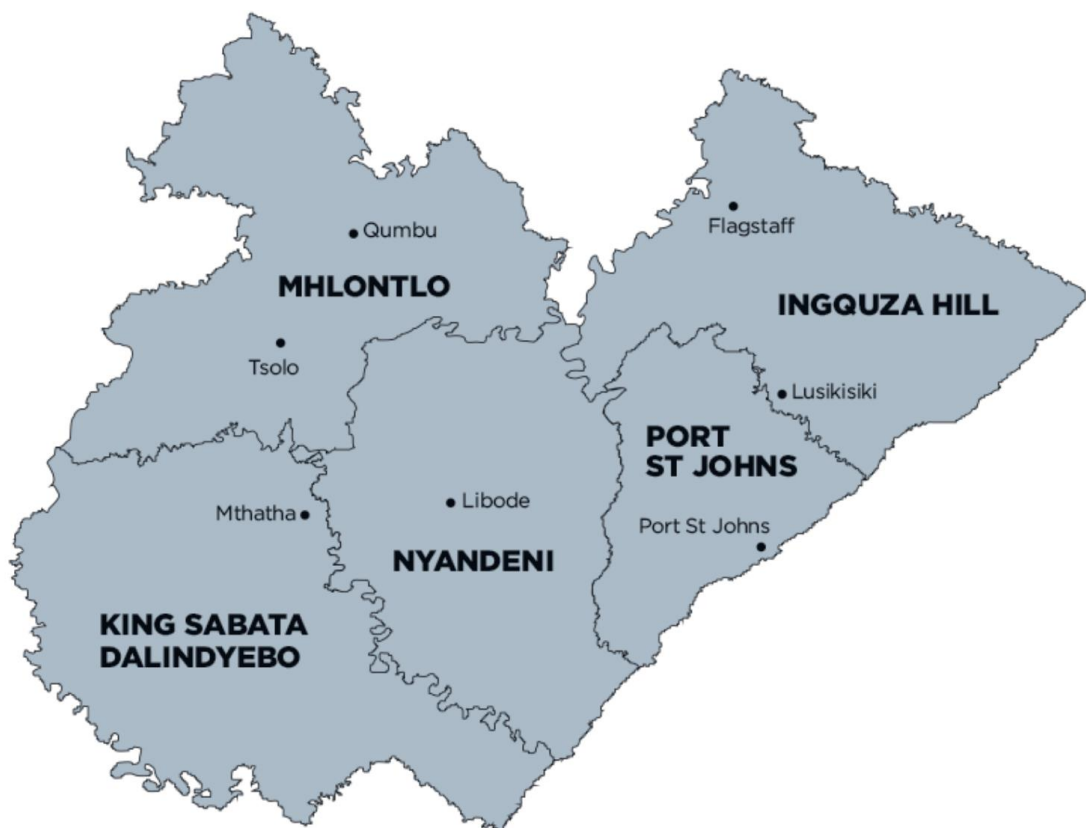 Qumbu
Flagstaff
MHLONTLO
INGQUZA HILL
Tsolo
Lusikisiki
PORT
ST JOHNS
Mthatha
Libode
Port St Johns
NYANDENI
KING SABATA
DALINDYEBO